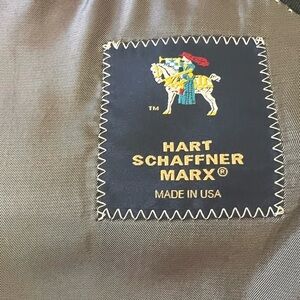 TM
HART
SCHAFFNER
MARX®
MADE IN USA